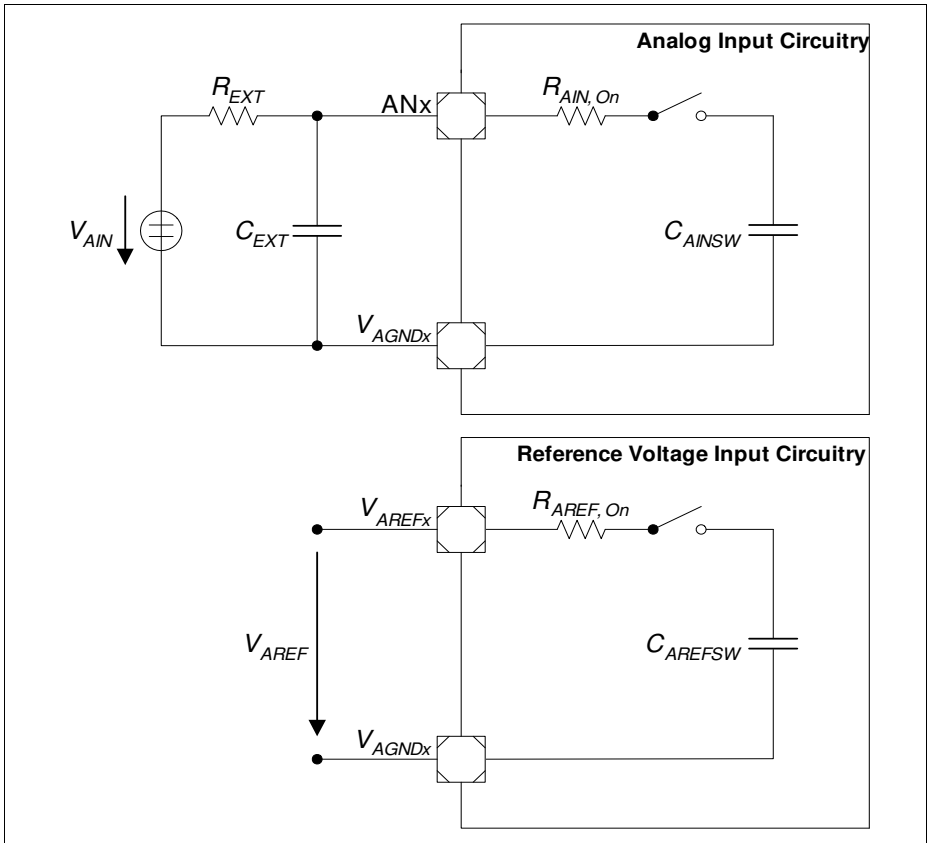 Analog Input Circuitry
R_EXT
ANx
R_AIN, On
V_AIN
C_EXT
C_AINSW
V_AGNDx
Reference Voltage Input Circuitry
V_AREFx
R_AREF, On
V_AREF
C_AREFSW
V_AGNDx